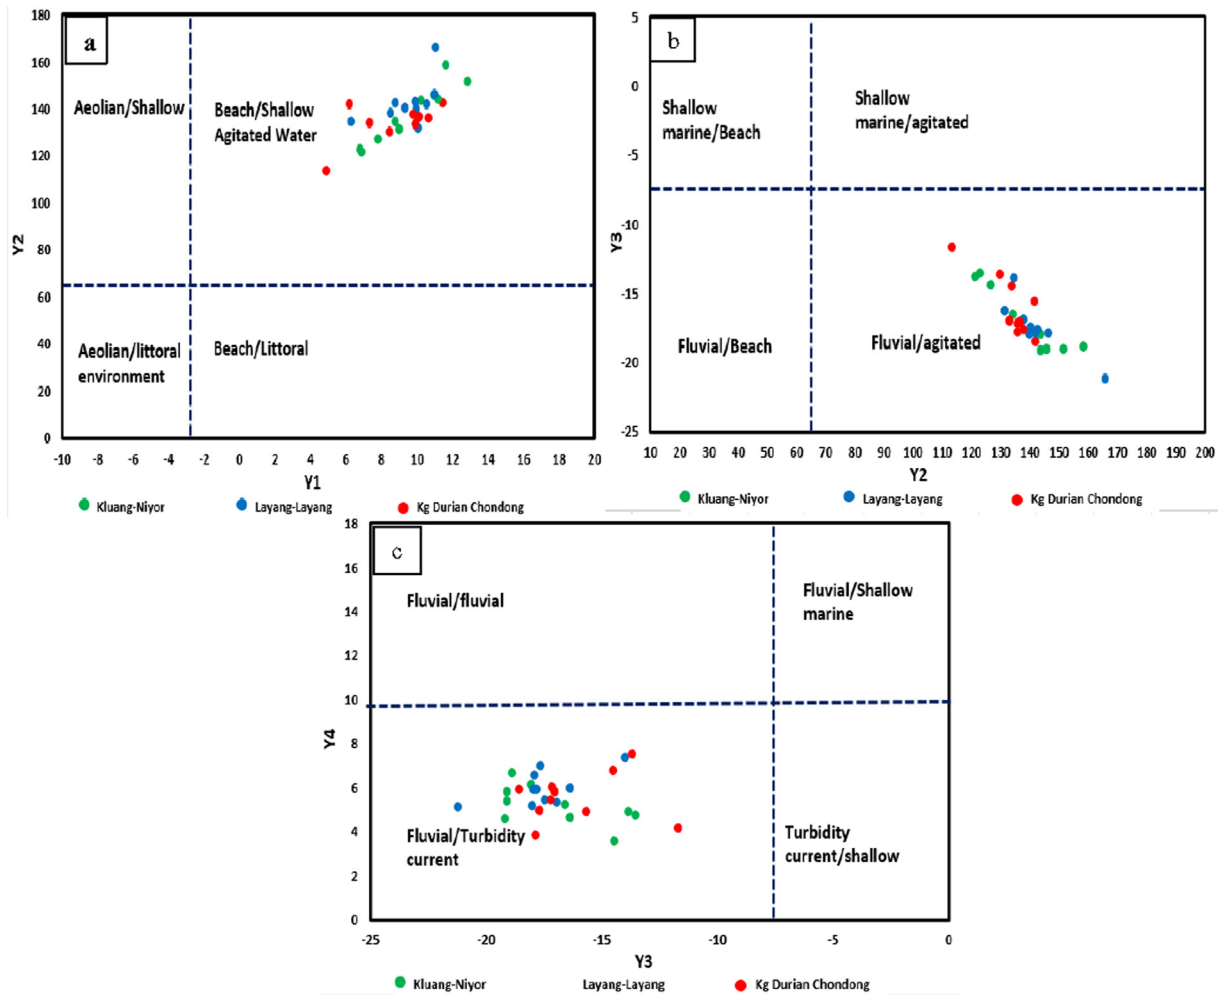 a
180
160
140
120
100
80
60
40
20
0
Y2
Aeolian/Shallow
Beach/Shallow
Agitated Water
Aeolian/littoral
environment
Beach/Littoral
-10 -8 -6 -4 -2 0 2 4 6 8 10 12 14 16 18 20
Y1
Kluang-Niyor Layang-Layang Kg Durian Chondong
b
5
0
-5
-10
-15
-20
-25
Y3
Shallow
marine/Beach
Shallow
marine/agitated
Fluvial/Beach
Fluvial/agitated
10 20 30 40 50 60 70 80 90 100 110 120 130 140 150 160 170 180 190 200
Y2
Kluang-Niyor Layang-Layang Kg Durian Chondong
c
18
16
14
12
10
8
6
4
2
0
Y4
Fluvial/fluvial
Fluvial/Shallow
marine
Fluvial/Turbidity
current
Turbidity
current/shallow
-25 -20 -15 -10 -5 0
Y3
Kluang-Niyor Layang-Layang Kg Durian Chondong